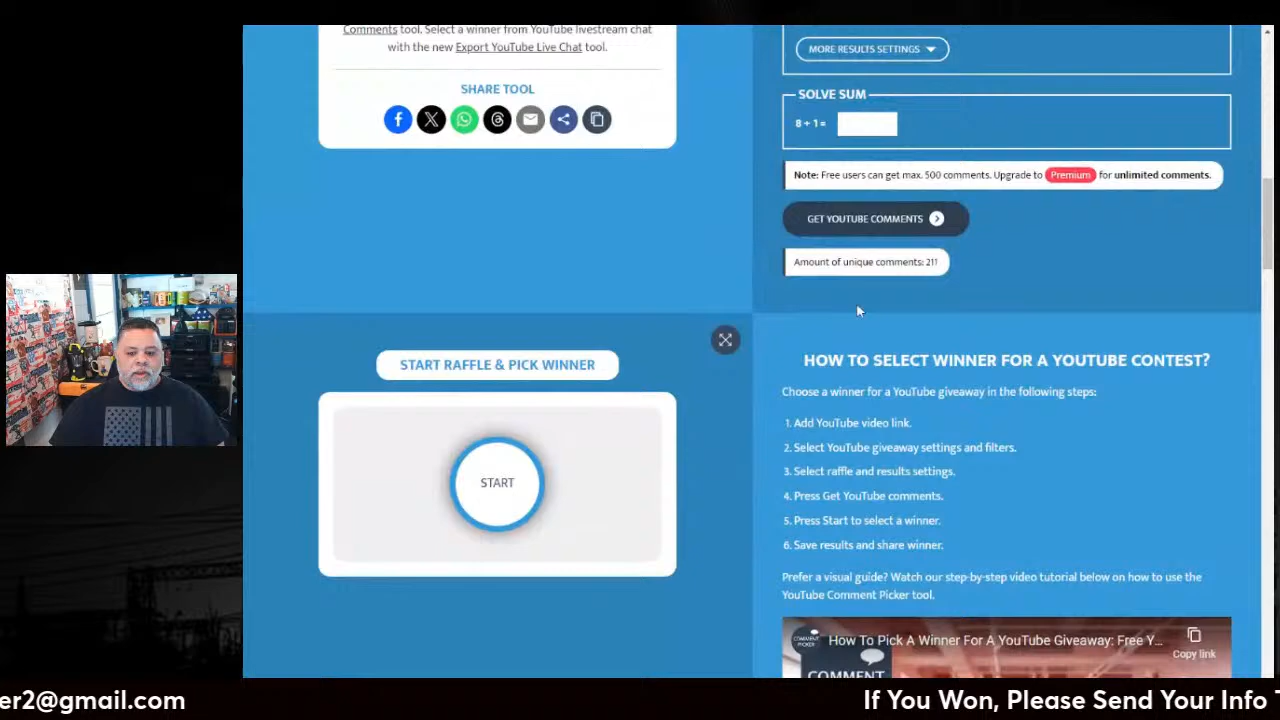 Comments tool. Select a winner from YouTube livestream chat
with the new Export YouTube Live Chat tool.
SHARE TOOL
MORE RESULTS SETTINGS
SOLVE SUM
8 + 1 =
Note: Free users can get max. 500 comments. Upgrade to Premium for unlimited comments.
GET YOUTUBE COMMENTS
Amount of unique comments: 211
START RAFFLE & PICK WINNER
START
HOW TO SELECT WINNER FOR A YOUTUBE CONTEST?
Choose a winner for a YouTube giveaway in the following steps:
1. Add YouTube video link.
2. Select YouTube giveaway settings and filters.
3. Select raffle and results settings.
4. Press Get YouTube comments.
5. Press Start to select a winner.
6. Save results and share winner.
Prefer a visual guide? Watch our step-by-step video tutorial below on how to use the
YouTube Comment Picker tool.
COMMENT
PICKER
How To Pick A Winner For A YouTube Giveaway: Free Y...
Copy link
COMMENT
er2@gmail.com
If You Won, Please Send Your Info T